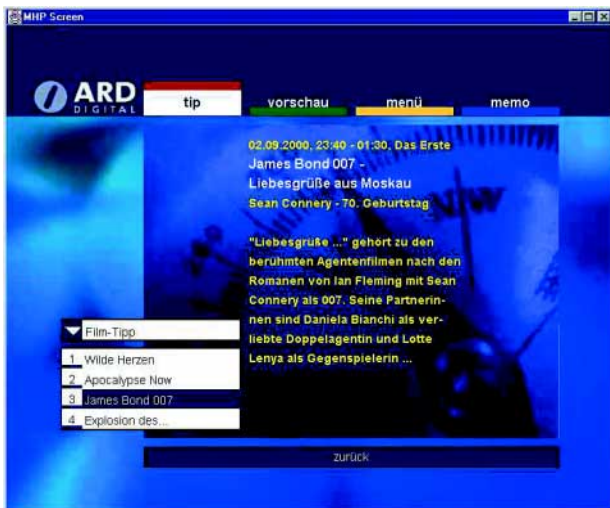 MHP Screen
ARD
DIGITAL
tip
vorschau
menü
memo
02.09.2000, 23:40 - 01:30, Das Erste
James Bond 007 -
Liebesgrüße aus Moskau
Sean Connery - 70. Geburtstag
"Liebesgrüße ..." gehört zu den
berühmten Agentenfilmen nach den
Romanen von Ian Fleming mit Sean
Connery als 007. Seine Partnerin-
nen sind Daniela Bianchi als ver-
liebte Doppelagentin und Lotte
Lenya als Gegenspielerin ...
Film-Tipp
1 Wilde Herzen
2 Apocalypse Now
3 James Bond 007
4 Explosion des...
zurück
NW